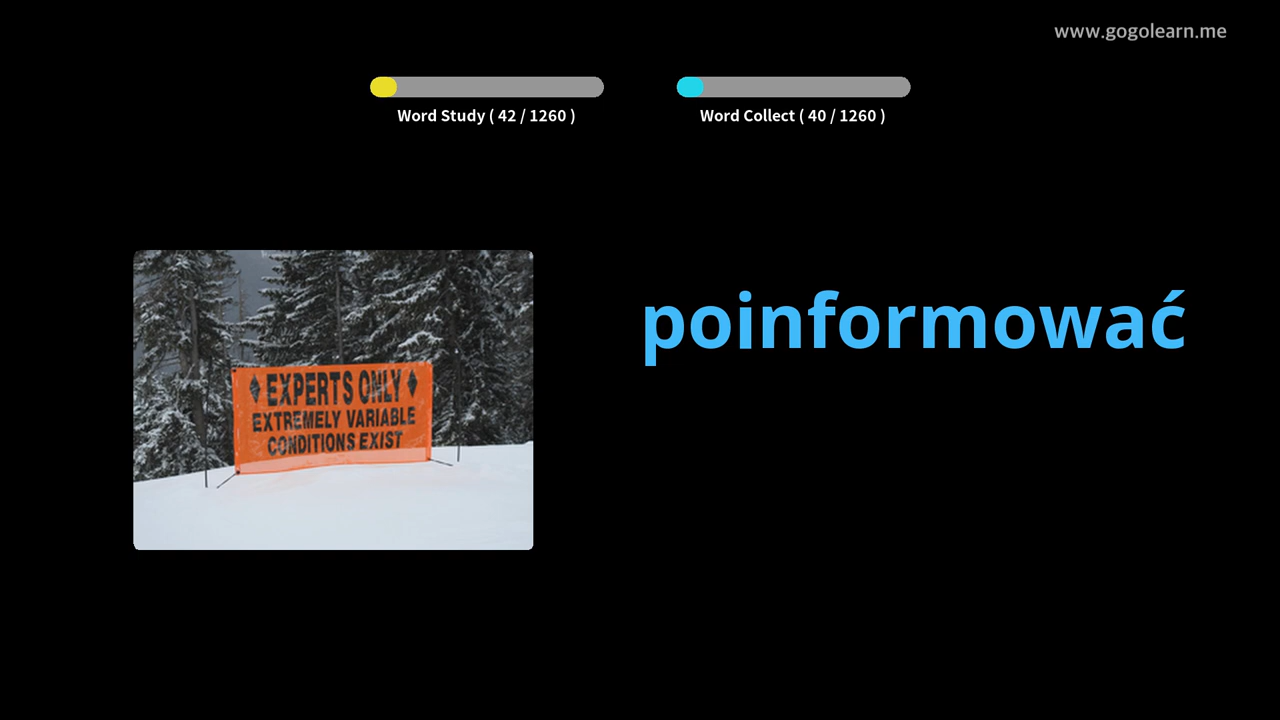 www.gogolearn.me
Word Study ( 42 / 1260 )
Word Collect ( 40 / 1260 )
poinformować
EXPERTS ONLY
EXTREMELY VARIABLE
CONDITIONS EXIST